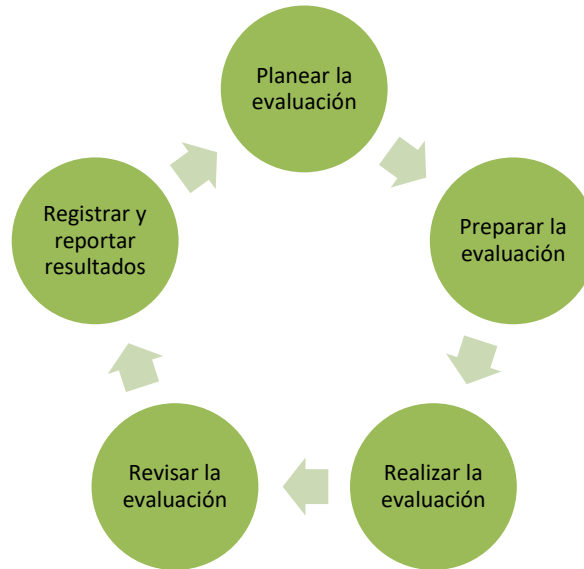 Planear la
evaluación
Preparar la
evaluación
Realizar la
evaluación
Revisar la
evaluación
Registrar y
reportar
resultados